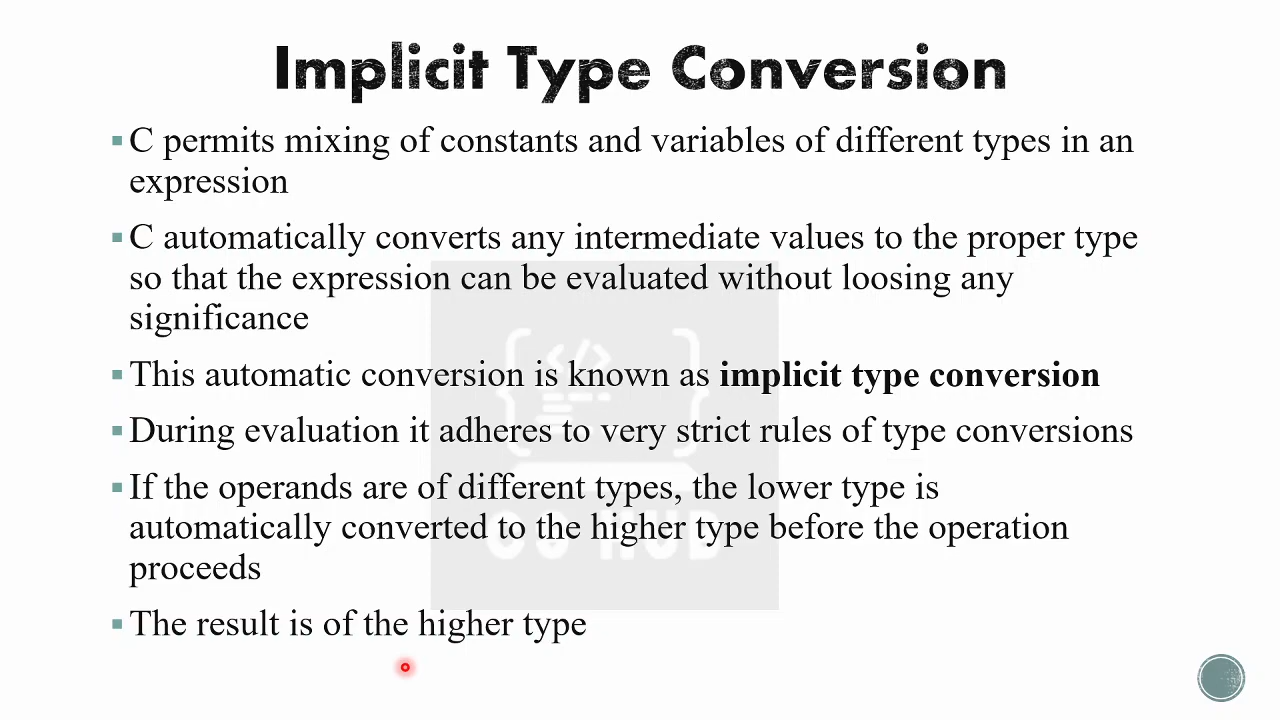 Implicit Type Conversion
▪ C permits mixing of constants and variables of different types in an
expression
▪ C automatically converts any intermediate values to the proper type
so that the expression can be evaluated without loosing any
significance
▪ This automatic conversion is known as implicit type conversion
▪ During evaluation it adheres to very strict rules of type conversions
▪ If the operands are of different types, the lower type is
automatically converted to the higher type before the operation
proceeds
▪ The result is of the higher type